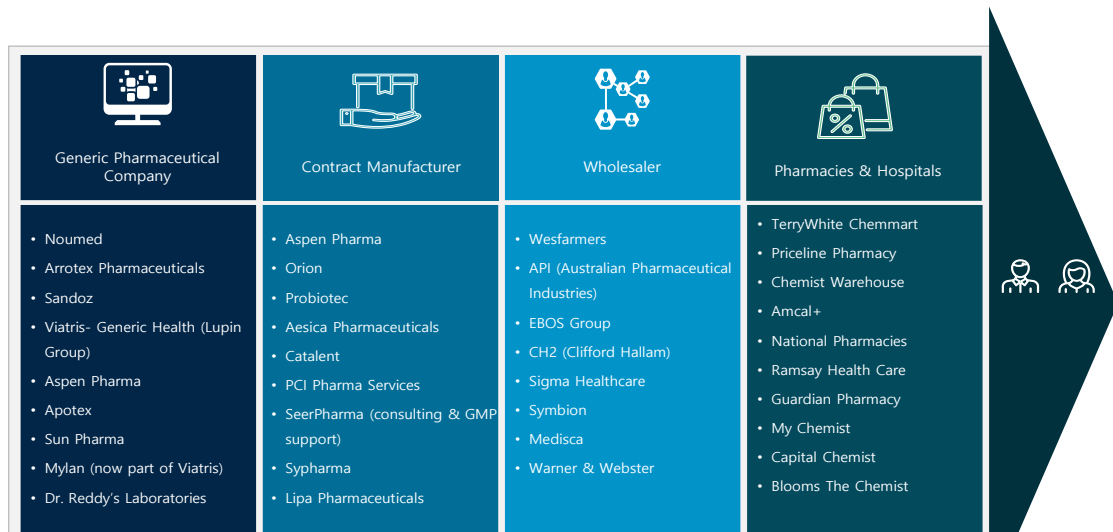 Generic Pharmaceutical
Company
• Noumed
• Arrotex Pharmaceuticals
• Sandoz
• Viatris- Generic Health (Lupin
Group)
• Aspen Pharma
• Apotex
• Sun Pharma
• Mylan (now part of Viatris)
• Dr. Reddy’s Laboratories
Contract Manufacturer
• Aspen Pharma
• Orion
• Probiotec
• Aesica Pharmaceuticals
• Catalent
• PCI Pharma Services
• SeerPharma (consulting & GMP
support)
• Sypharma
• Lipa Pharmaceuticals
Wholesaler
• Wesfarmers
• API (Australian Pharmaceutical
Industries)
• EBOS Group
• CH2 (Clifford Hallam)
• Sigma Healthcare
• Symbion
• Medisca
• Warner & Webster
%
Pharmacies & Hospitals
• TerryWhite Chemmart
• Priceline Pharmacy
• Chemist Warehouse
• Amcal+
• National Pharmacies
• Ramsay Health Care
• Guardian Pharmacy
• My Chemist
• Capital Chemist
• Blooms The Chemist